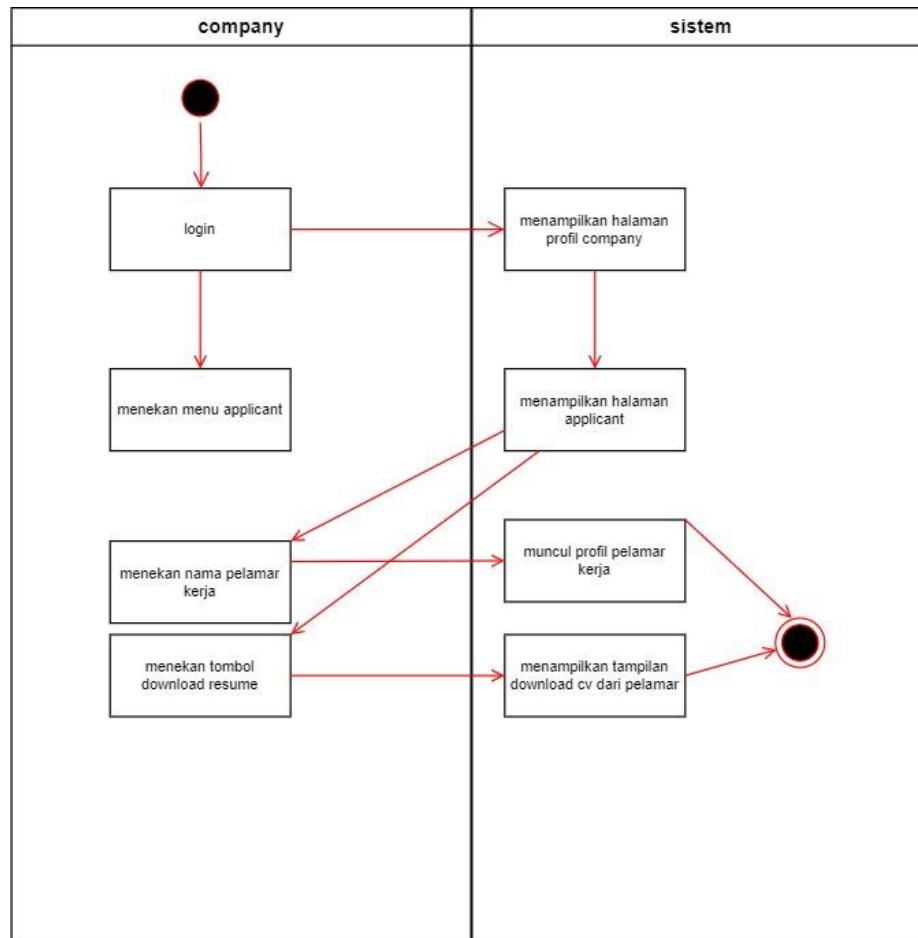 company
sistem
login
menampilkan halaman
profil company
menekan menu applicant
menampilkan halaman
applicant
menekan nama pelamar
kerja
muncul profil pelamar
kerja
menekan tombol
download resume
menampilkan tampilan
download cv dari pelamar